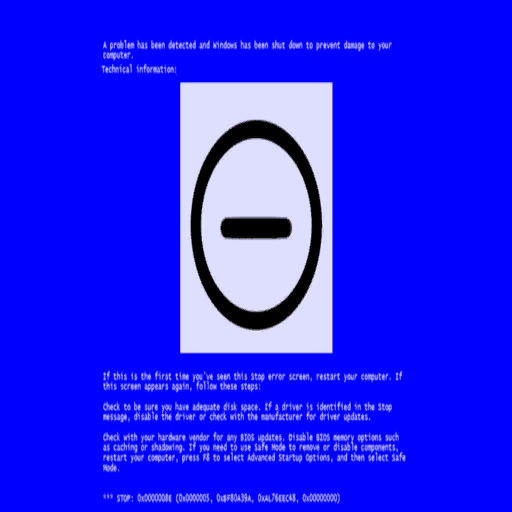 A problem has been detected and Windows has been shut down to prevent damage to your
computer.
Technical information:
If this is the first time you've seen this Stop error screen, restart your computer. If
this screen appears again, follow these steps:
Check to be sure you have adequate disk space. If a driver is identified in the Stop
message, disable the driver or check with the manufacturer for driver updates.
Check with your hardware vendor for any BIOS updates. Disable BIOS memory options such
as caching or shadowing. If you need to use Safe Mode to remove or disable components,
restart your computer, press F8 to select Advanced Startup Options, and then select Safe
Mode.
*** STOP: 0x0000008E (0x0000005, 0xBF80A39A, 0xAL76EEC48, 0x00000000)